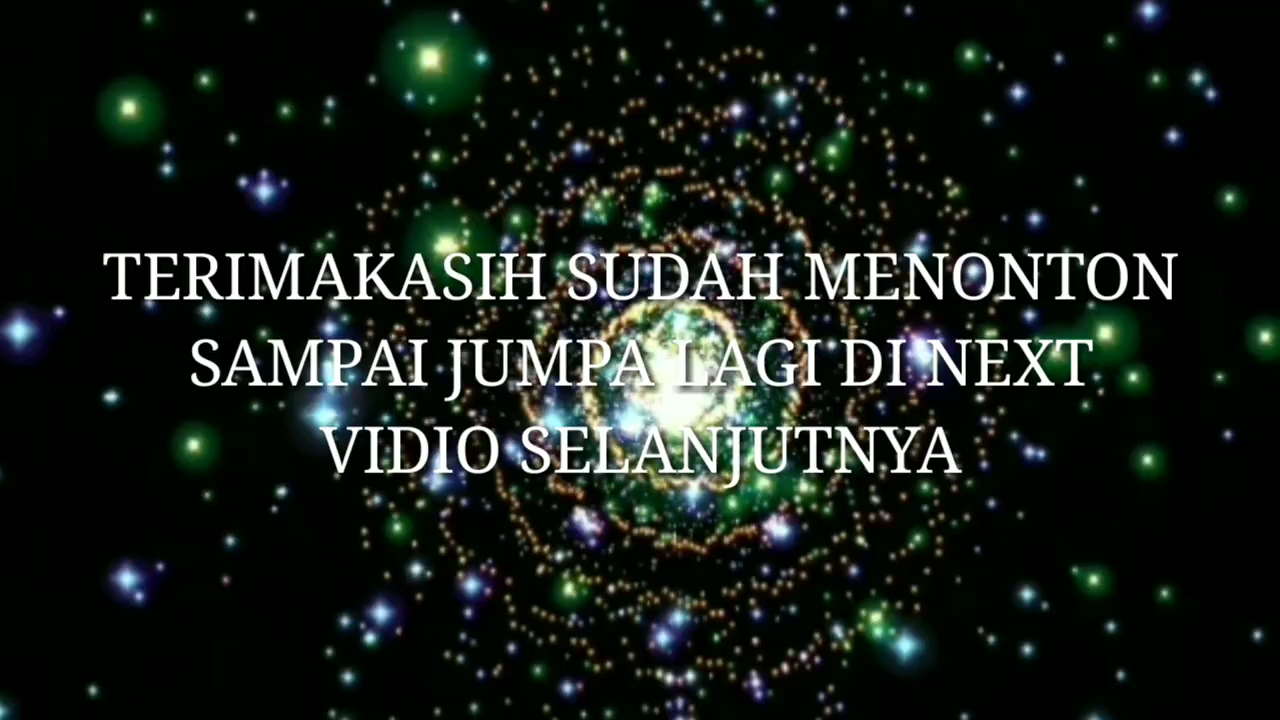 TERIMAKASIH SUDAH MENONTON
SAMPAI JUMPA LAGI DI NEXT
VIDIO SELANJUTNYA